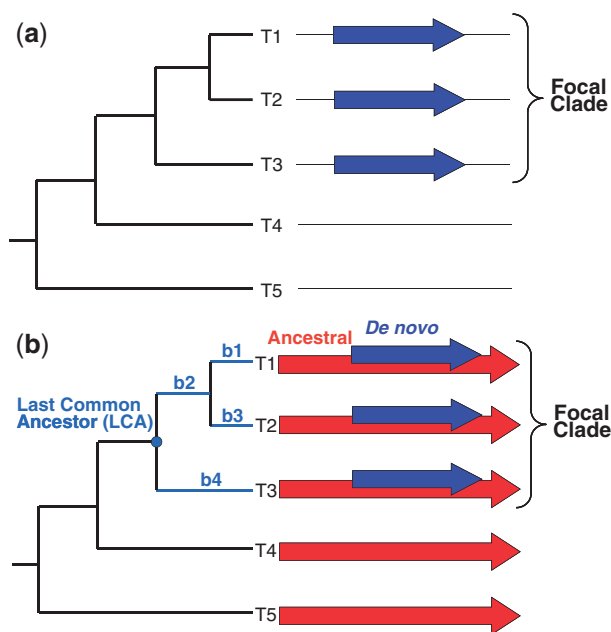 (a)
T1
T2
T3
T4
T5
Focal
Clade
(b)
Ancestral
De novo
b1
T1
b2
Last Common
Ancestor (LCA)
b3
T2
b4
T3
T4
T5
Focal
Clade